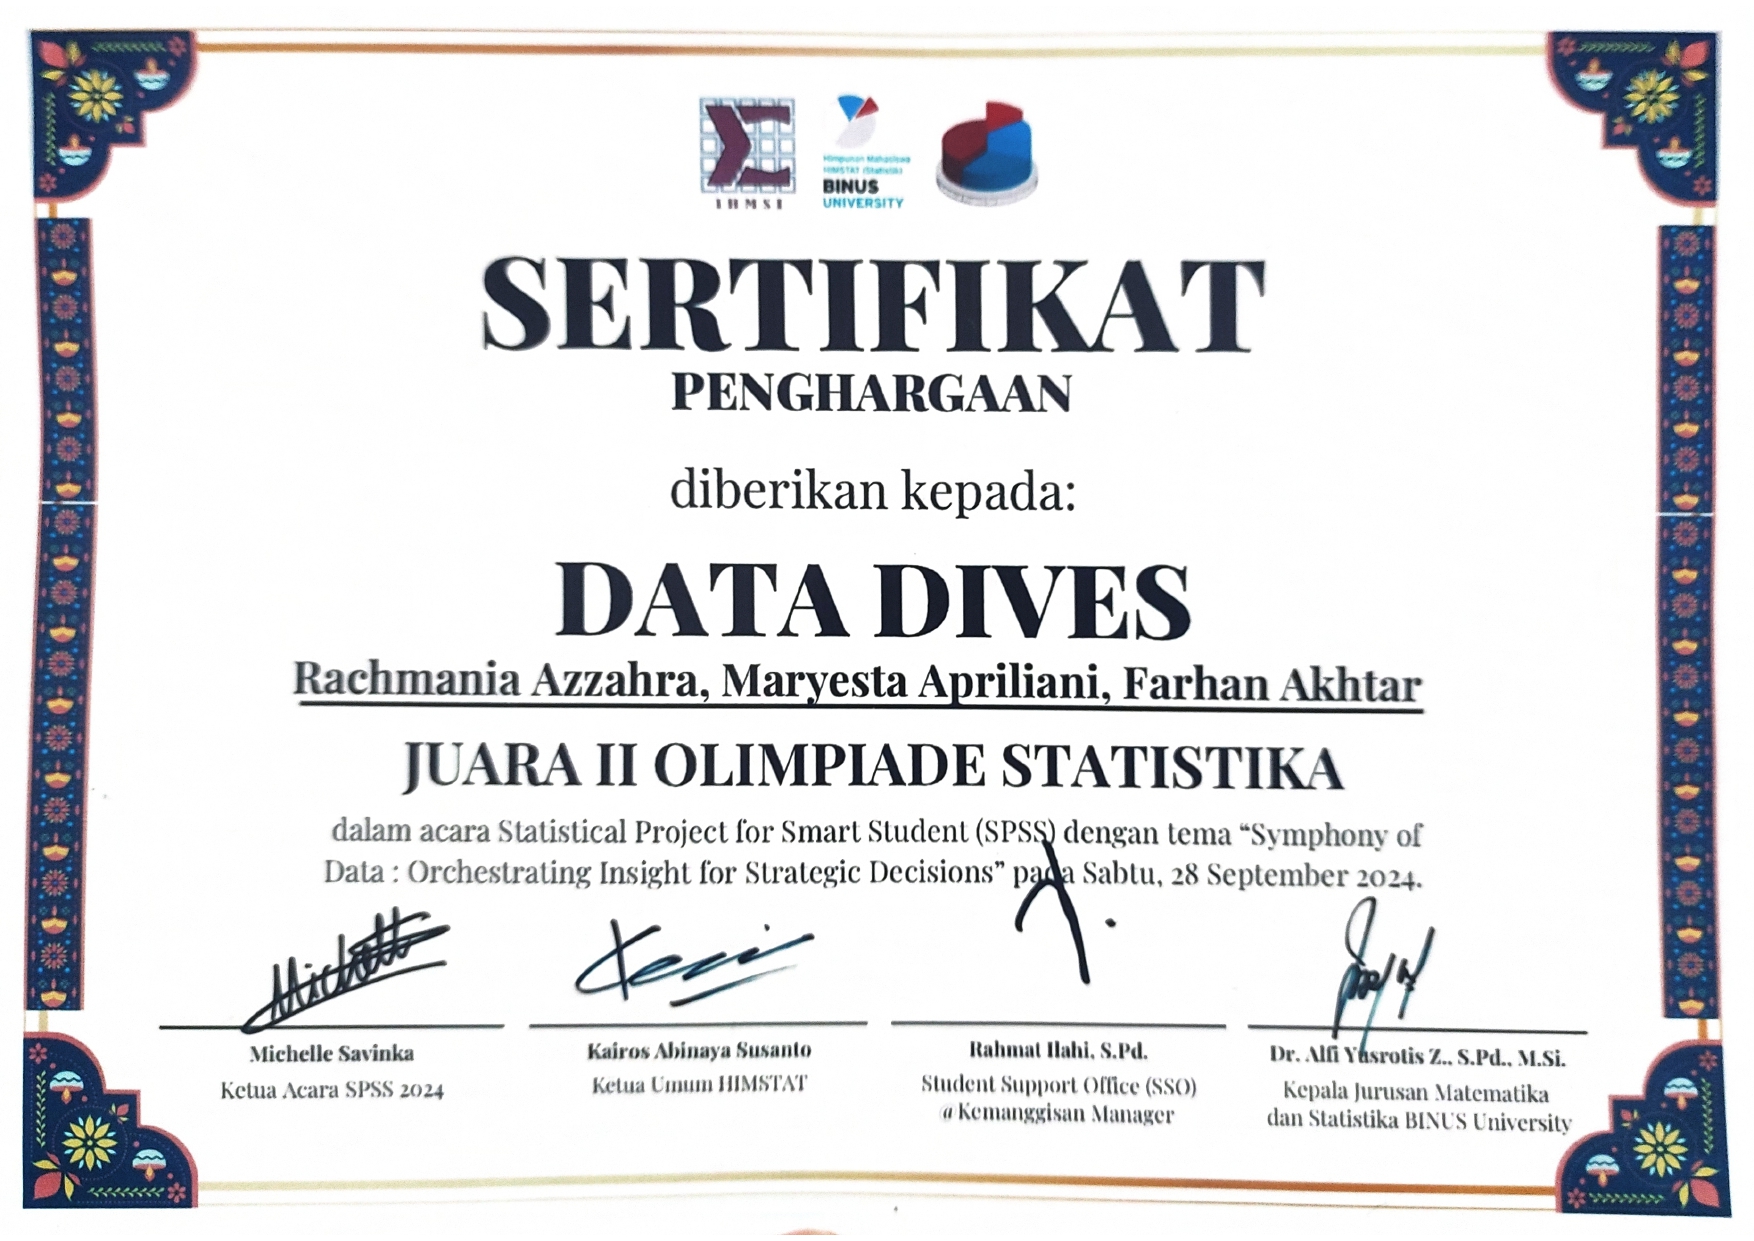 IHMSI
Himpunan Mahasiswa
HIMSTAT (Statistik)
BINUS
UNIVERSITY
SERTIFIKAT
PENGHARGAAN
diberikan kepada:
DATA DIVES
Rachmania Azzahra, Maryesta Apriliani, Farhan Akhtar
JUARA II OLIMPIADE STATISTIKA
dalam acara Statistical Project for Smart Student (SPSS) dengan tema “Symphony of
Data : Orchestrating Insight for Strategic Decisions” pada Sabtu, 28 September 2024.
Michelle Savinka
Ketua Acara SPSS 2024
Kairos Abinaya Susanto
Ketua Umum HIMSTAT
Rahmat Ilahi, S.Pd.
Student Support Office (SSO)
@Kemanggisan Manager
Dr. Alfi Yusrotis Z., S.Pd., M.Si.
Kepala Jurusan Matematika
dan Statistika BINUS University